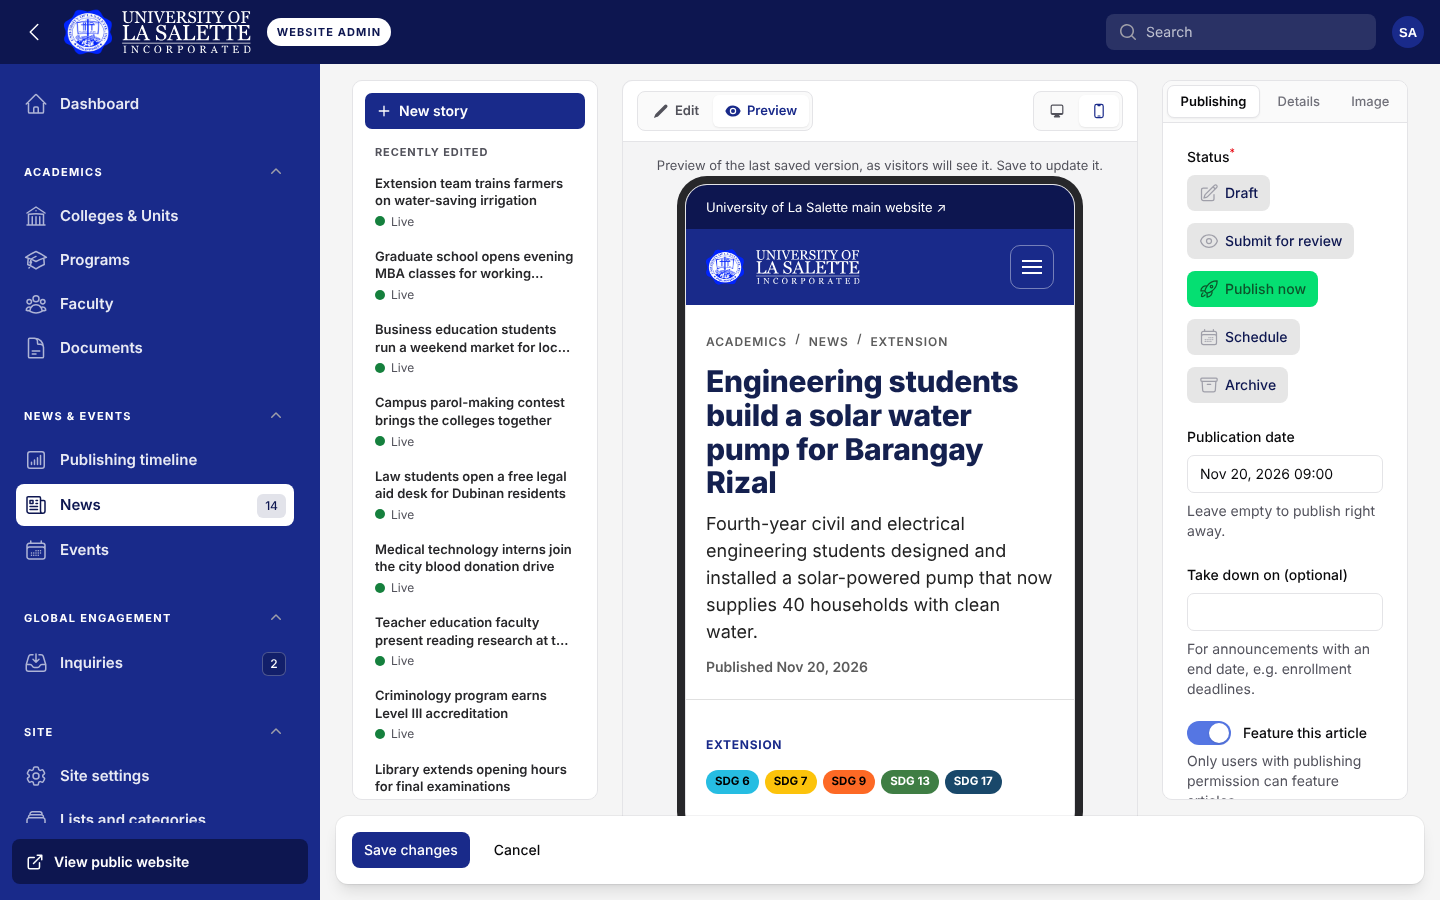 UNIVERSITY OF
LA SALETTE
INCORPORATED
WEBSITE ADMIN
Search
SA
Dashboard
ACADEMICS
Colleges & Units
Programs
Faculty
Documents
NEWS & EVENTS
Publishing timeline
News
14
Events
GLOBAL ENGAGEMENT
Inquiries
2
SITE
Site settings
Lists and categories
View public website
New story
RECENTLY EDITED
Extension team trains farmers
on water-saving irrigation
Live
Graduate school opens evening
MBA classes for working...
Live
Business education students
run a weekend market for loc...
Live
Campus parol-making contest
brings the colleges together
Live
Law students open a free legal
aid desk for Dubinan residents
Live
Medical technology interns join
the city blood donation drive
Live
Teacher education faculty
present reading research at t...
Live
Criminology program earns
Level III accreditation
Live
Library extends opening hours
for final examinations
Edit
Preview
Preview of the last saved version, as visitors will see it. Save to update it.
University of La Salette main website ↗
UNIVERSITY OF
LA SALETTE
INCORPORATED
ACADEMICS / NEWS / EXTENSION
Engineering students
build a solar water
pump for Barangay
Rizal
Fourth-year civil and electrical
engineering students designed and
installed a solar-powered pump that now
supplies 40 households with clean
water.
Published Nov 20, 2026
EXTENSION
SDG 6
SDG 7
SDG 9
SDG 13
SDG 17
Publishing
Details
Image
Status*
Draft
Submit for review
Publish now
Schedule
Archive
Publication date
Nov 20, 2026 09:00
Leave empty to publish right
away.
Take down on (optional)
For announcements with an
end date, e.g. enrollment
deadlines.
Feature this article
Only users with publishing
permission can feature
articles.
Save changes
Cancel